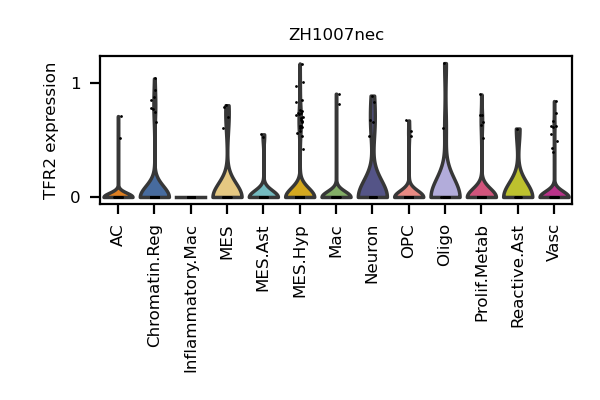 ZH1007nec
TFR2 expression
1
0
AC
Chromatin.Reg
Inflammatory.Mac
MES
MES.Ast
MES.Hyp
Mac
Neuron
OPC
Oligo
Prolif.Metab
Reactive.Ast
Vasc